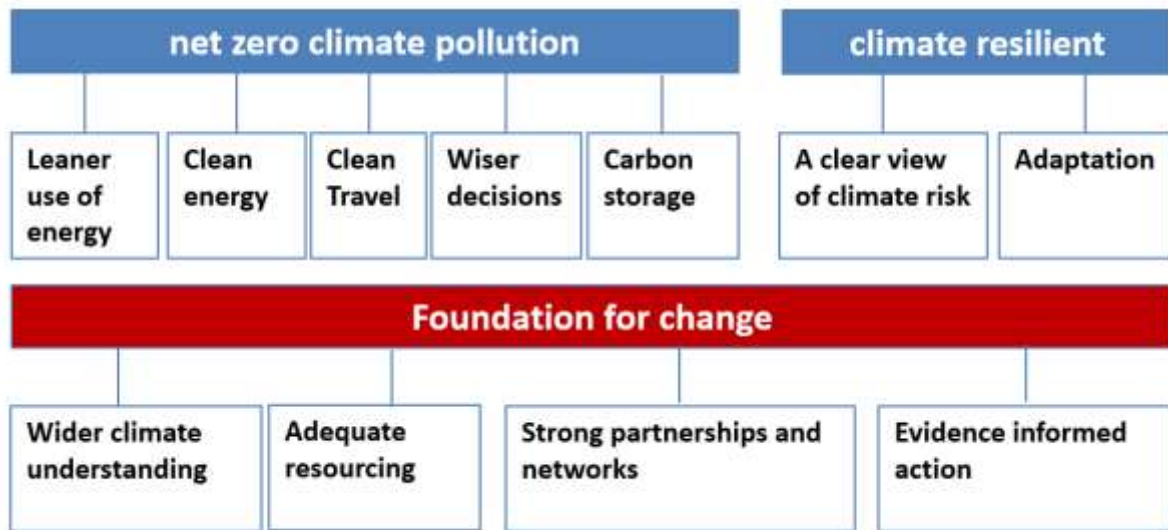 net zero climate pollution
climate resilient
Leaner
use of
energy
Clean
energy
Clean
Travel
Wiser
decisions
Carbon
storage
A clear view
of climate risk
Adaptation
Foundation for change
Wider climate
understanding
Adequate
resourcing
Strong partnerships and
networks
Evidence informed
action